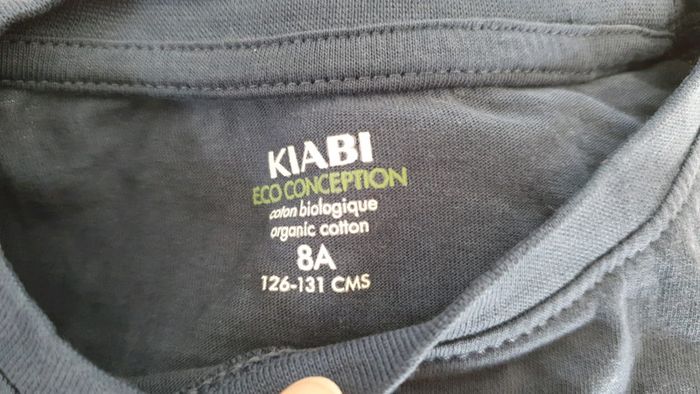 KIABI
ECO CONCEPTION
coton biologique
organic cotton
8A
126-131 CMS